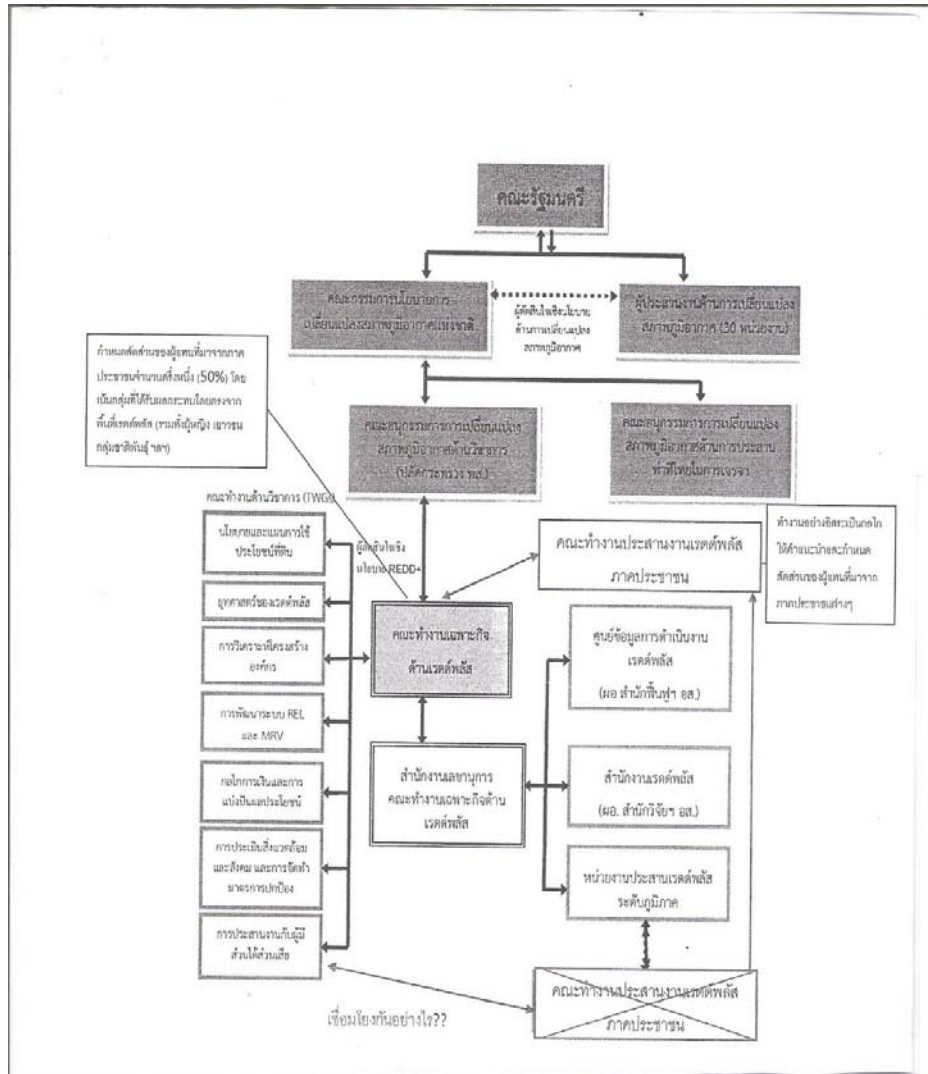 คณะรัฐมนตรี
คณะกรรมการนโยบายการ
เปลี่ยนแปลงสภาพภูมิอากาศแห่งชาติ
ผู้ตัดสินใจเชิงนโยบาย
ด้านการเปลี่ยนแปลง
สภาพภูมิอากาศ
ผู้ประสานงานด้านการเปลี่ยนแปลง
สภาพภูมิอากาศ (30 หน่วยงาน)
กำหนดสัดส่วนของผู้แทนที่มาจากภาค
ประชาชนจำนวนครึ่งหนึ่ง (50%) โดย
เน้นกลุ่มที่ได้รับผลกระทบโดยตรงจาก
พื้นที่เรดด์พลัส (รวมทั้งผู้หญิง เยาวชน
กลุ่มชาติพันธุ์ ฯลฯ)
คณะอนุกรรมการการเปลี่ยนแปลง
สภาพภูมิอากาศด้านวิชาการ
(ปลัดกระทรวง ทส.)
คณะอนุกรรมการการเปลี่ยนแปลง
สภาพภูมิอากาศด้านการประสาน
ท่าทีไทยในการเจรจา
คณะทำงานด้านวิชาการ (TWGs)
นโยบายและแผนการใช้
ประโยชน์ที่ดิน
ยุทศาสตร์ของเรดด์พลัส
การวิเคราะห์โครงสร้าง
องค์กร
การพัฒนาระบบ REL
และ MRV
กลไกการเงินและการ
แบ่งปันผลประโยชน์
การประเมินสิ่งแวดล้อม
และสังคม และการจัดทำ
มาตรการปกป้อง
การประสานงานกับผู้มี
ส่วนได้ส่วนเสีย
ผู้ตัดสินใจเชิง
นโยบาย REDD+
คณะทำงานเฉพาะกิจ
ด้านเรดด์พลัส
สำนักงานเลขานุการ
คณะทำงานเฉพาะกิจด้าน
เรดด์พลัส
คณะทำงานประสานงานเรดด์พลัส
ภาคประชาชน
ทำงานอย่างอิสระเป็นกลไก
ให้คำแนะนำและกำหนด
สัดส่วนของผู้แทนที่มาจาก
ภาคประชาชนต่างๆ
ศูนย์ข้อมูลการดำเนินงาน
เรดด์พลัส
(ผอ สำนักฟื้นฟูฯ อส.)
สำนักงานเรดด์พลัส
(ผอ. สำนักวิจัยฯ อส.)
หน่วยงานประสานเรดด์พลัส
ระดับภูมิภาค
คณะทำงานประสานงานเรดด์พลัส
ภาคประชาชน
เชื่อมโยงกันอย่างไร??